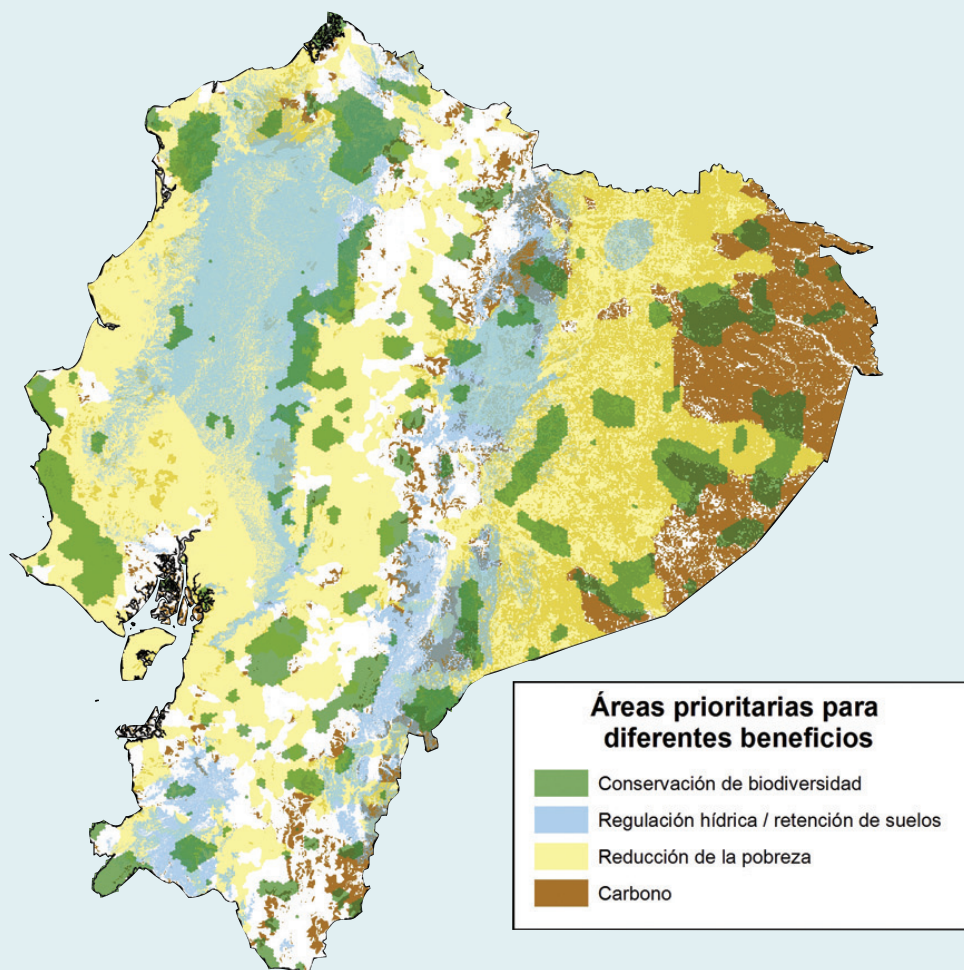 Áreas prioritarias para
diferentes beneficios
Conservación de biodiversidad
Regulación hídrica / retención de suelos
Reducción de la pobreza
Carbono